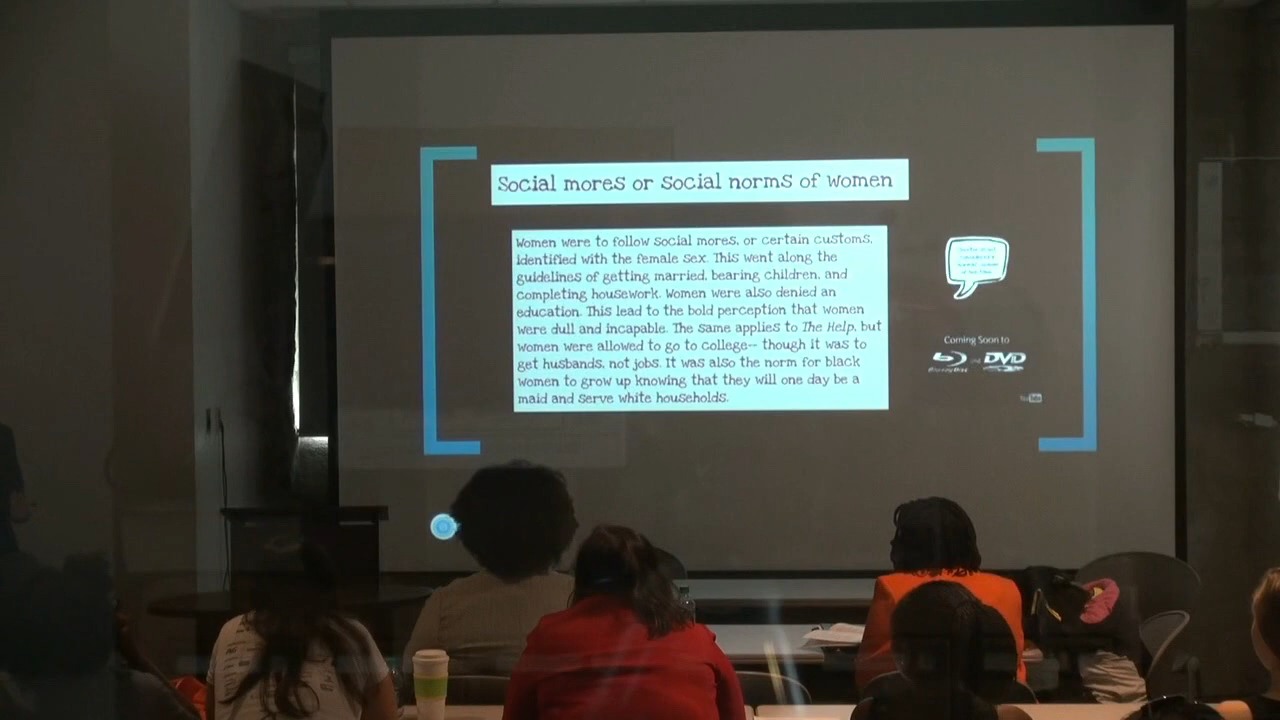 Social mores or social norms of women
Women were to follow social mores, or certain customs,
identified with the female sex. This went along the
guidelines of getting married, bearing children, and
completing housework. Women were also denied an
education. This lead to the bold perception that women
were dull and incapable. The same applies to The Help, but
women were allowed to go to college-- though it was to
get husbands, not jobs. It was also the norm for black
women to grow up knowing that they will one day be a
maid and serve white households.
Coming Soon to
Blu-ray Disc AND DVD
YouTube